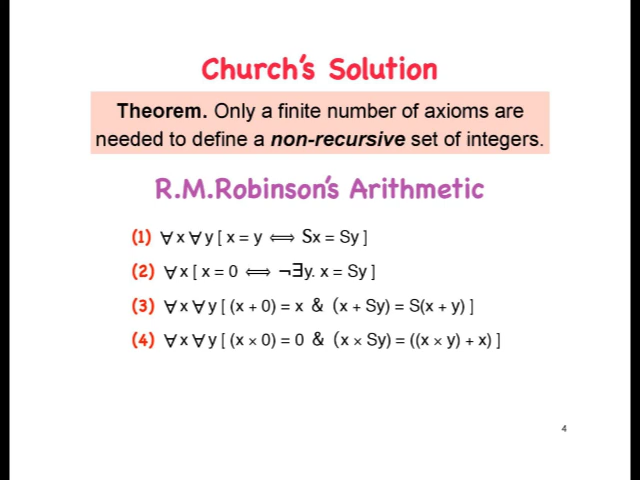 Church's Solution
Theorem. Only a finite number of axioms are
needed to define a non-recursive set of integers.
R.M.Robinson's Arithmetic
(1) ∀x∀y [ x = y ⟺ Sx = Sy ]
(2) ∀x [ x = 0 ⟺ ¬∃y. x = Sy ]
(3) ∀x∀y [ (x + 0) = x & (x + Sy) = S(x + y) ]
(4) ∀x∀y [ (x × 0) = 0 & (x × Sy) = ((x × y) + x) ]
4